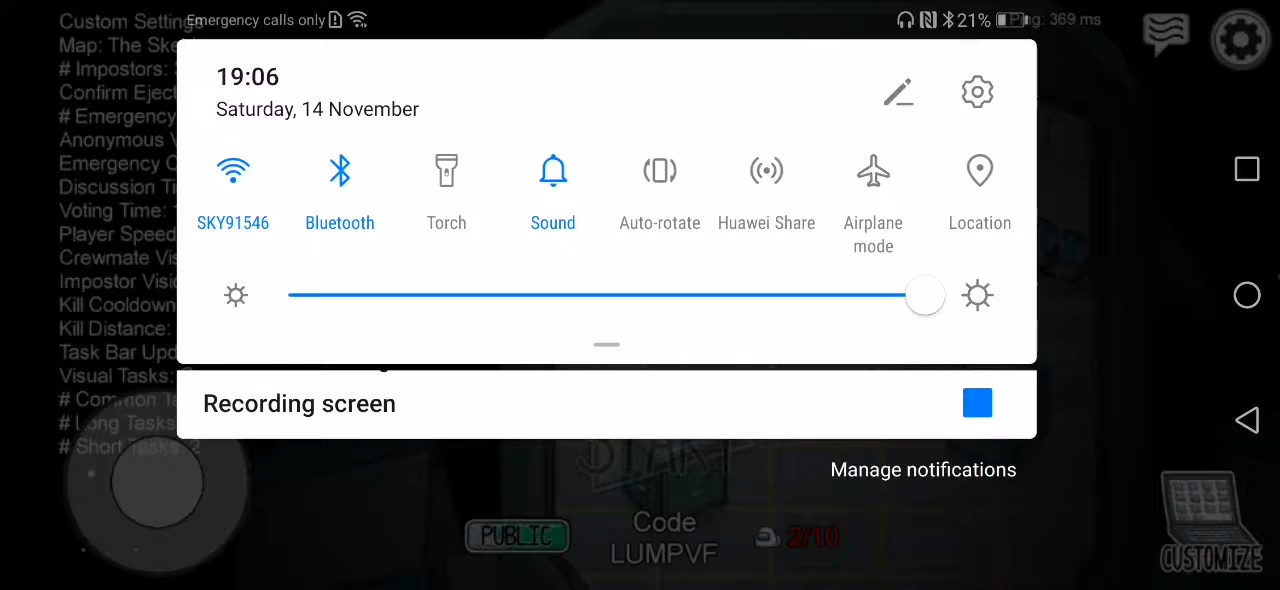 Custom Setting
Emergency calls only
21%
Ping: 369 ms
Map: The Ske
# Impostors:
Confirm Eject
# Emergency
Anonymous
Emergency C
Discussion Ti
Voting Time:
Player Speed
Crewmate Vis
Impostor Visio
Kill Cooldown
Kill Distance:
Task Bar Upd
Visual Tasks:
# Common Ta
# Long Tasks
# Short Tasks: 2
19:06
Saturday, 14 November
SKY91546
Bluetooth
Torch
Sound
Auto-rotate
Huawei Share
Airplane
mode
Location
Recording screen
Manage notifications
START
PUBLIC
Code
LUMPVF
2/10
CUSTOMIZE